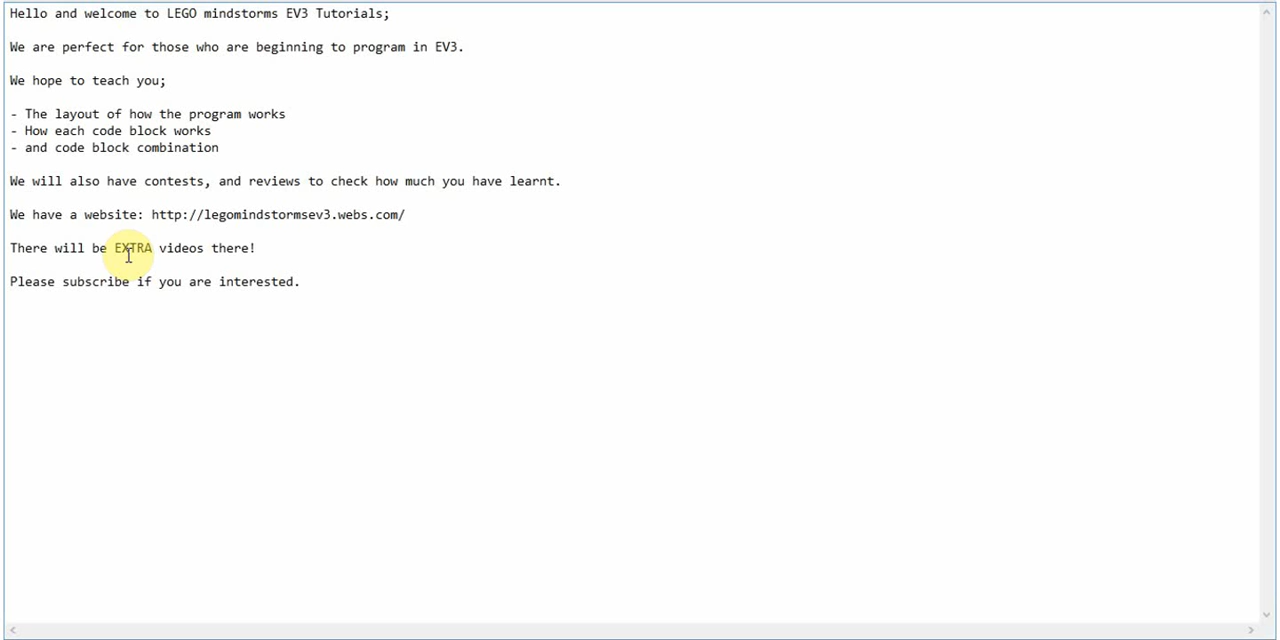 Hello and welcome to LEGO mindstorms EV3 Tutorials;
We are perfect for those who are beginning to program in EV3.
We hope to teach you;
- The layout of how the program works
- How each code block works
- and code block combination
We will also have contests, and reviews to check how much you have learnt.
We have a website: http://legomindstormsev3.webs.com/
There will be EXTRA videos there!
Please subscribe if you are interested.